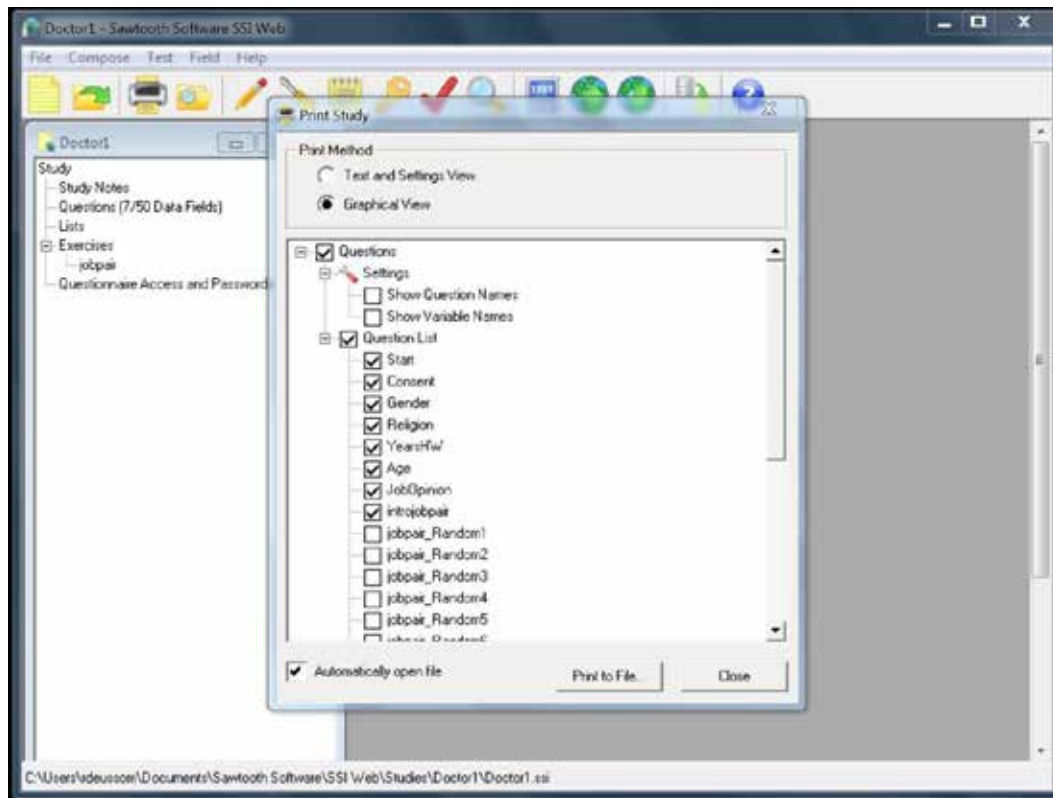 Doctor1 - Sawtooth Software SSI Web
File Compose Test Field Help
Doctor1
Study
Study Notes
Questions (7/50 Data Fields)
Lists
Exercises
jobpair
Questionnaire Access and Password
Print Study
Print Method
Text and Settings View
Graphical View
Questions
Settings
Show Question Names
Show Variable Names
Question List
Start
Consent
Gender
Religion
YearsHW
Age
JobOpinion
introjobpair
jobpair_Random1
jobpair_Random2
jobpair_Random3
jobpair_Random4
jobpair_Random5
Automatically open file
Print to File...
Close
C:\Users\rdeussom\Documents\Sawtooth Software\SSI Web\Studies\Doctor1\Doctor1.ssi